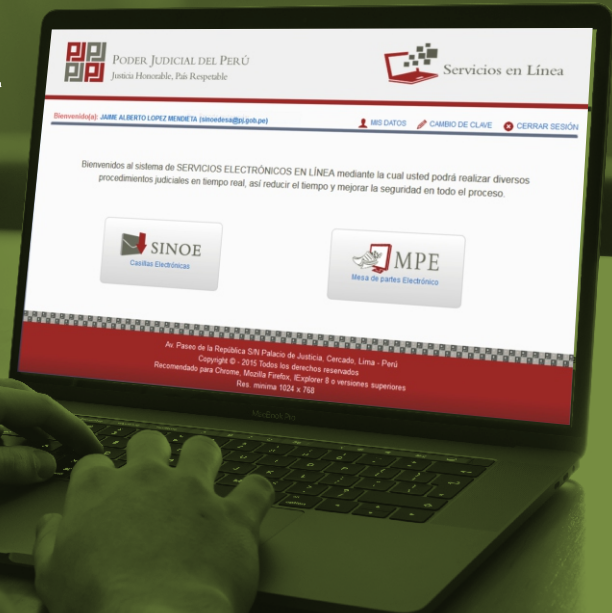 PJPJ
PJPJ
PODER JUDICIAL DEL PERÚ
Justicia Honorable, País Respetable
Servicios en Línea
Bienvenido(a): JAIME ALBERTO LOPEZ MENDIETA (sinoedesa@pj.gob.pe)
MIS DATOS
CAMBIO DE CLAVE
CERRAR SESIÓN
Bienvenidos al sistema de SERVICIOS ELECTRÓNICOS EN LÍNEA mediante la cual usted podrá realizar diversos
procedimientos judiciales en tiempo real, así reducir el tiempo y mejorar la seguridad en todo el proceso.
SINOE
Casillas Electrónicas
MPE
Mesa de partes Electrónico
Av. Paseo de la República S/N Palacio de Justicia, Cercado, Lima - Perú
Copyright © - 2015 Todos los derechos reservados
Recomendado para Chrome, Mozilla Firefox, IExplorer 8 o versiones superiores
Res. minima 1024 x 768
MacBook Pro